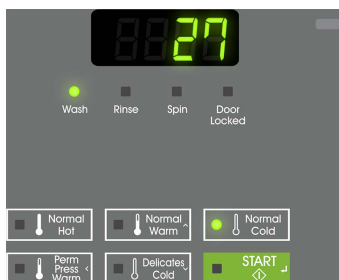 27
Wash Rinse Spin Door
Locked
Normal
Hot
Normal
Warm
Normal
Cold
Perm
Press
Warm
Delicates
Cold
START